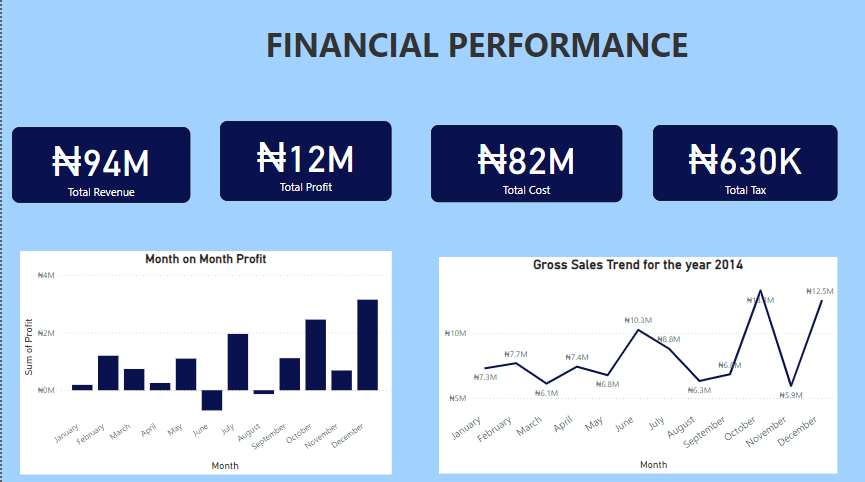 FINANCIAL PERFORMANCE
₦94M
Total Revenue
₦12M
Total Profit
₦82M
Total Cost
₦630K
Total Tax
Month on Month Profit
₦4M
₦2M
₦0M
Sum of Profit
January
February
March
April
May
June
July
August
September
October
November
December
Month
Gross Sales Trend for the year 2014
₦10M
₦5M
₦7.3M
₦7.7M
₦6.1M
₦7.4M
₦6.8M
₦10.3M
₦8.8M
₦6.3M
₦5.9M
₦12.5M
January
February
March
April
May
June
July
August
September
October
November
December
Month